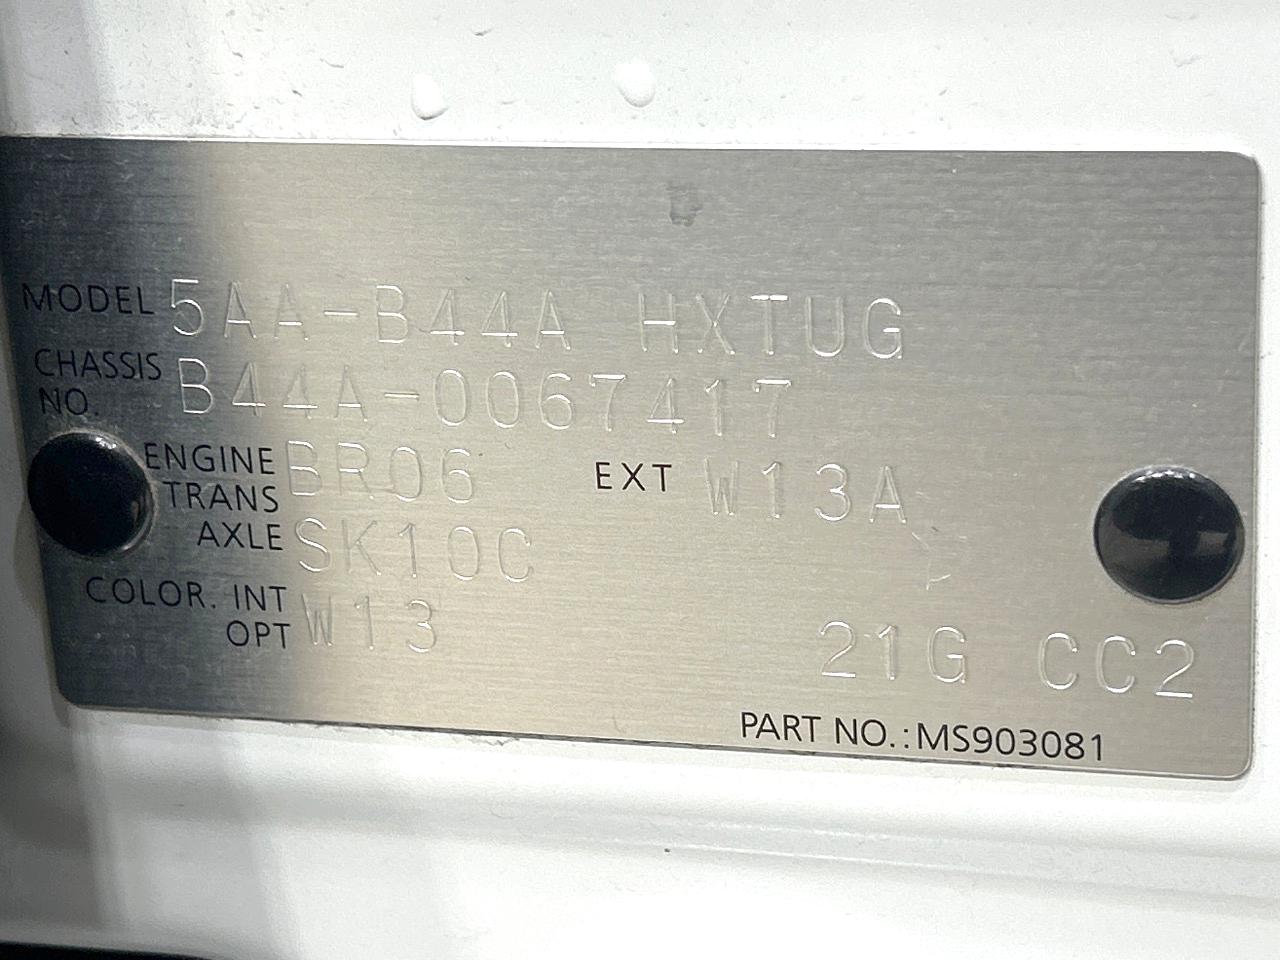 MODEL 5AA-B44A HXTUG
CHASSIS NO. B44A-0067417
ENGINE BR06 EXT W13A
TRANS
AXLE SK10C
COLOR. INT W13
OPT
21G CC2
PART NO.:MS903081